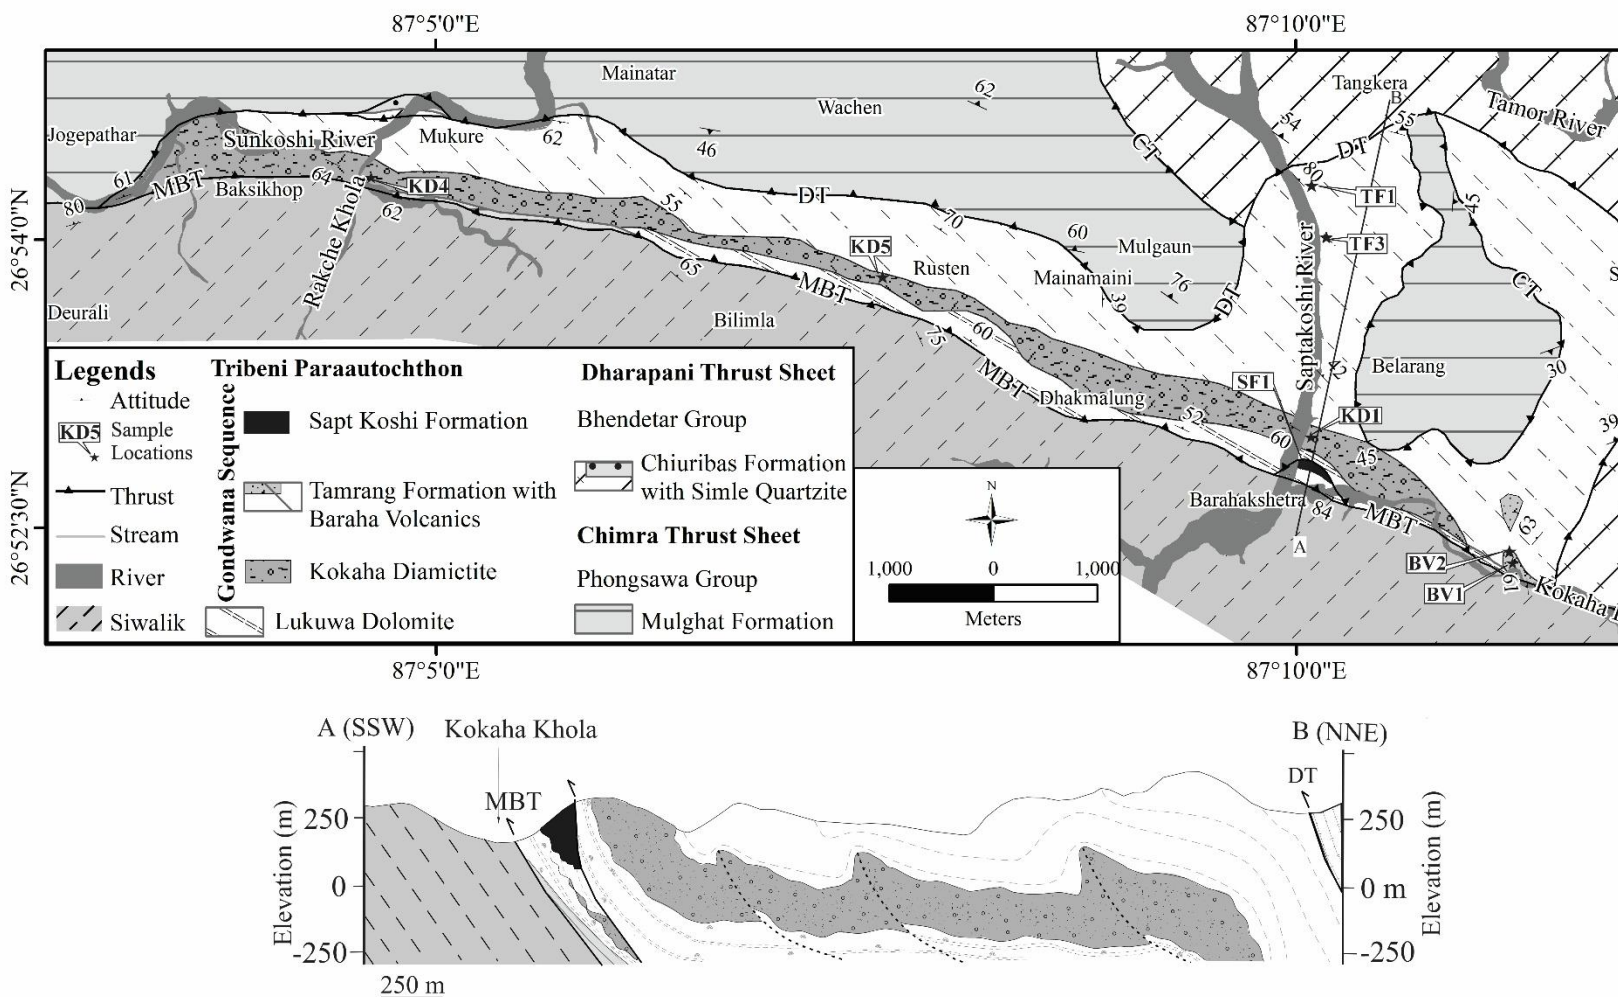 87°5'0"E
87°10'0"E
Mainatar
Wachen
62
Tangkera
B
Tamor River
Jogepathar
Sunkoshi River
Mukure
62
46
CT
54
DT
55
61
MBT
Baksikhop
64
KD4
80
62
Rakche Khola
55
DT
70
60
Mulgaun
Mainamaini
76
39
DT
80
TF1
TF3
45
CT
S
26°54'0"N
KD5
Rusten
65
MBT
Deurali
Bilimla
75
60
MBT
Dhakmalung
52
Saptakoshi River
42
SF1
KD1
60
45
Belarang
30
39
Barahakshetra
84
MBT
A
63
BV2
BV1
61
Kokaha
26°52'30"N
Legends
Attitude
KD5 Sample Locations
Thrust
Stream
River
Siwalik
Tribeni Paraautochthon
Gondwana Sequence
Sapt Koshi Formation
Tamrang Formation with
Baraha Volcanics
Kokaha Diamictite
Lukuwa Dolomite
Dharapani Thrust Sheet
Bhendetar Group
Chiuribas Formation
with Simle Quartzite
Chimra Thrust Sheet
Phongsawa Group
Mulghat Formation
N
1,000 0 1,000
Meters
87°5'0"E
87°10'0"E
A (SSW)
Kokaha Khola
B (NNE)
MBT
DT
Elevation (m)
250
0
-250
250 m
250
0 m
-250
Elevation (m)